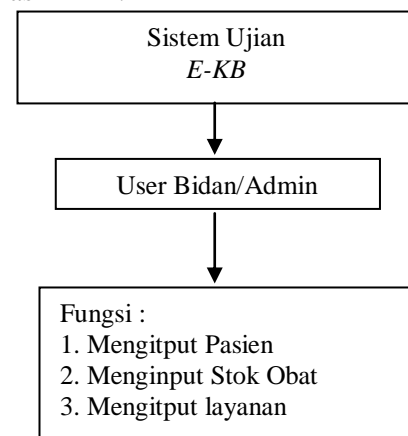 Sistem Ujian
E-KB
User Bidan/Admin
Fungsi :
1. Mengitput Pasien
2. Menginput Stok Obat
3. Mengitput layanan